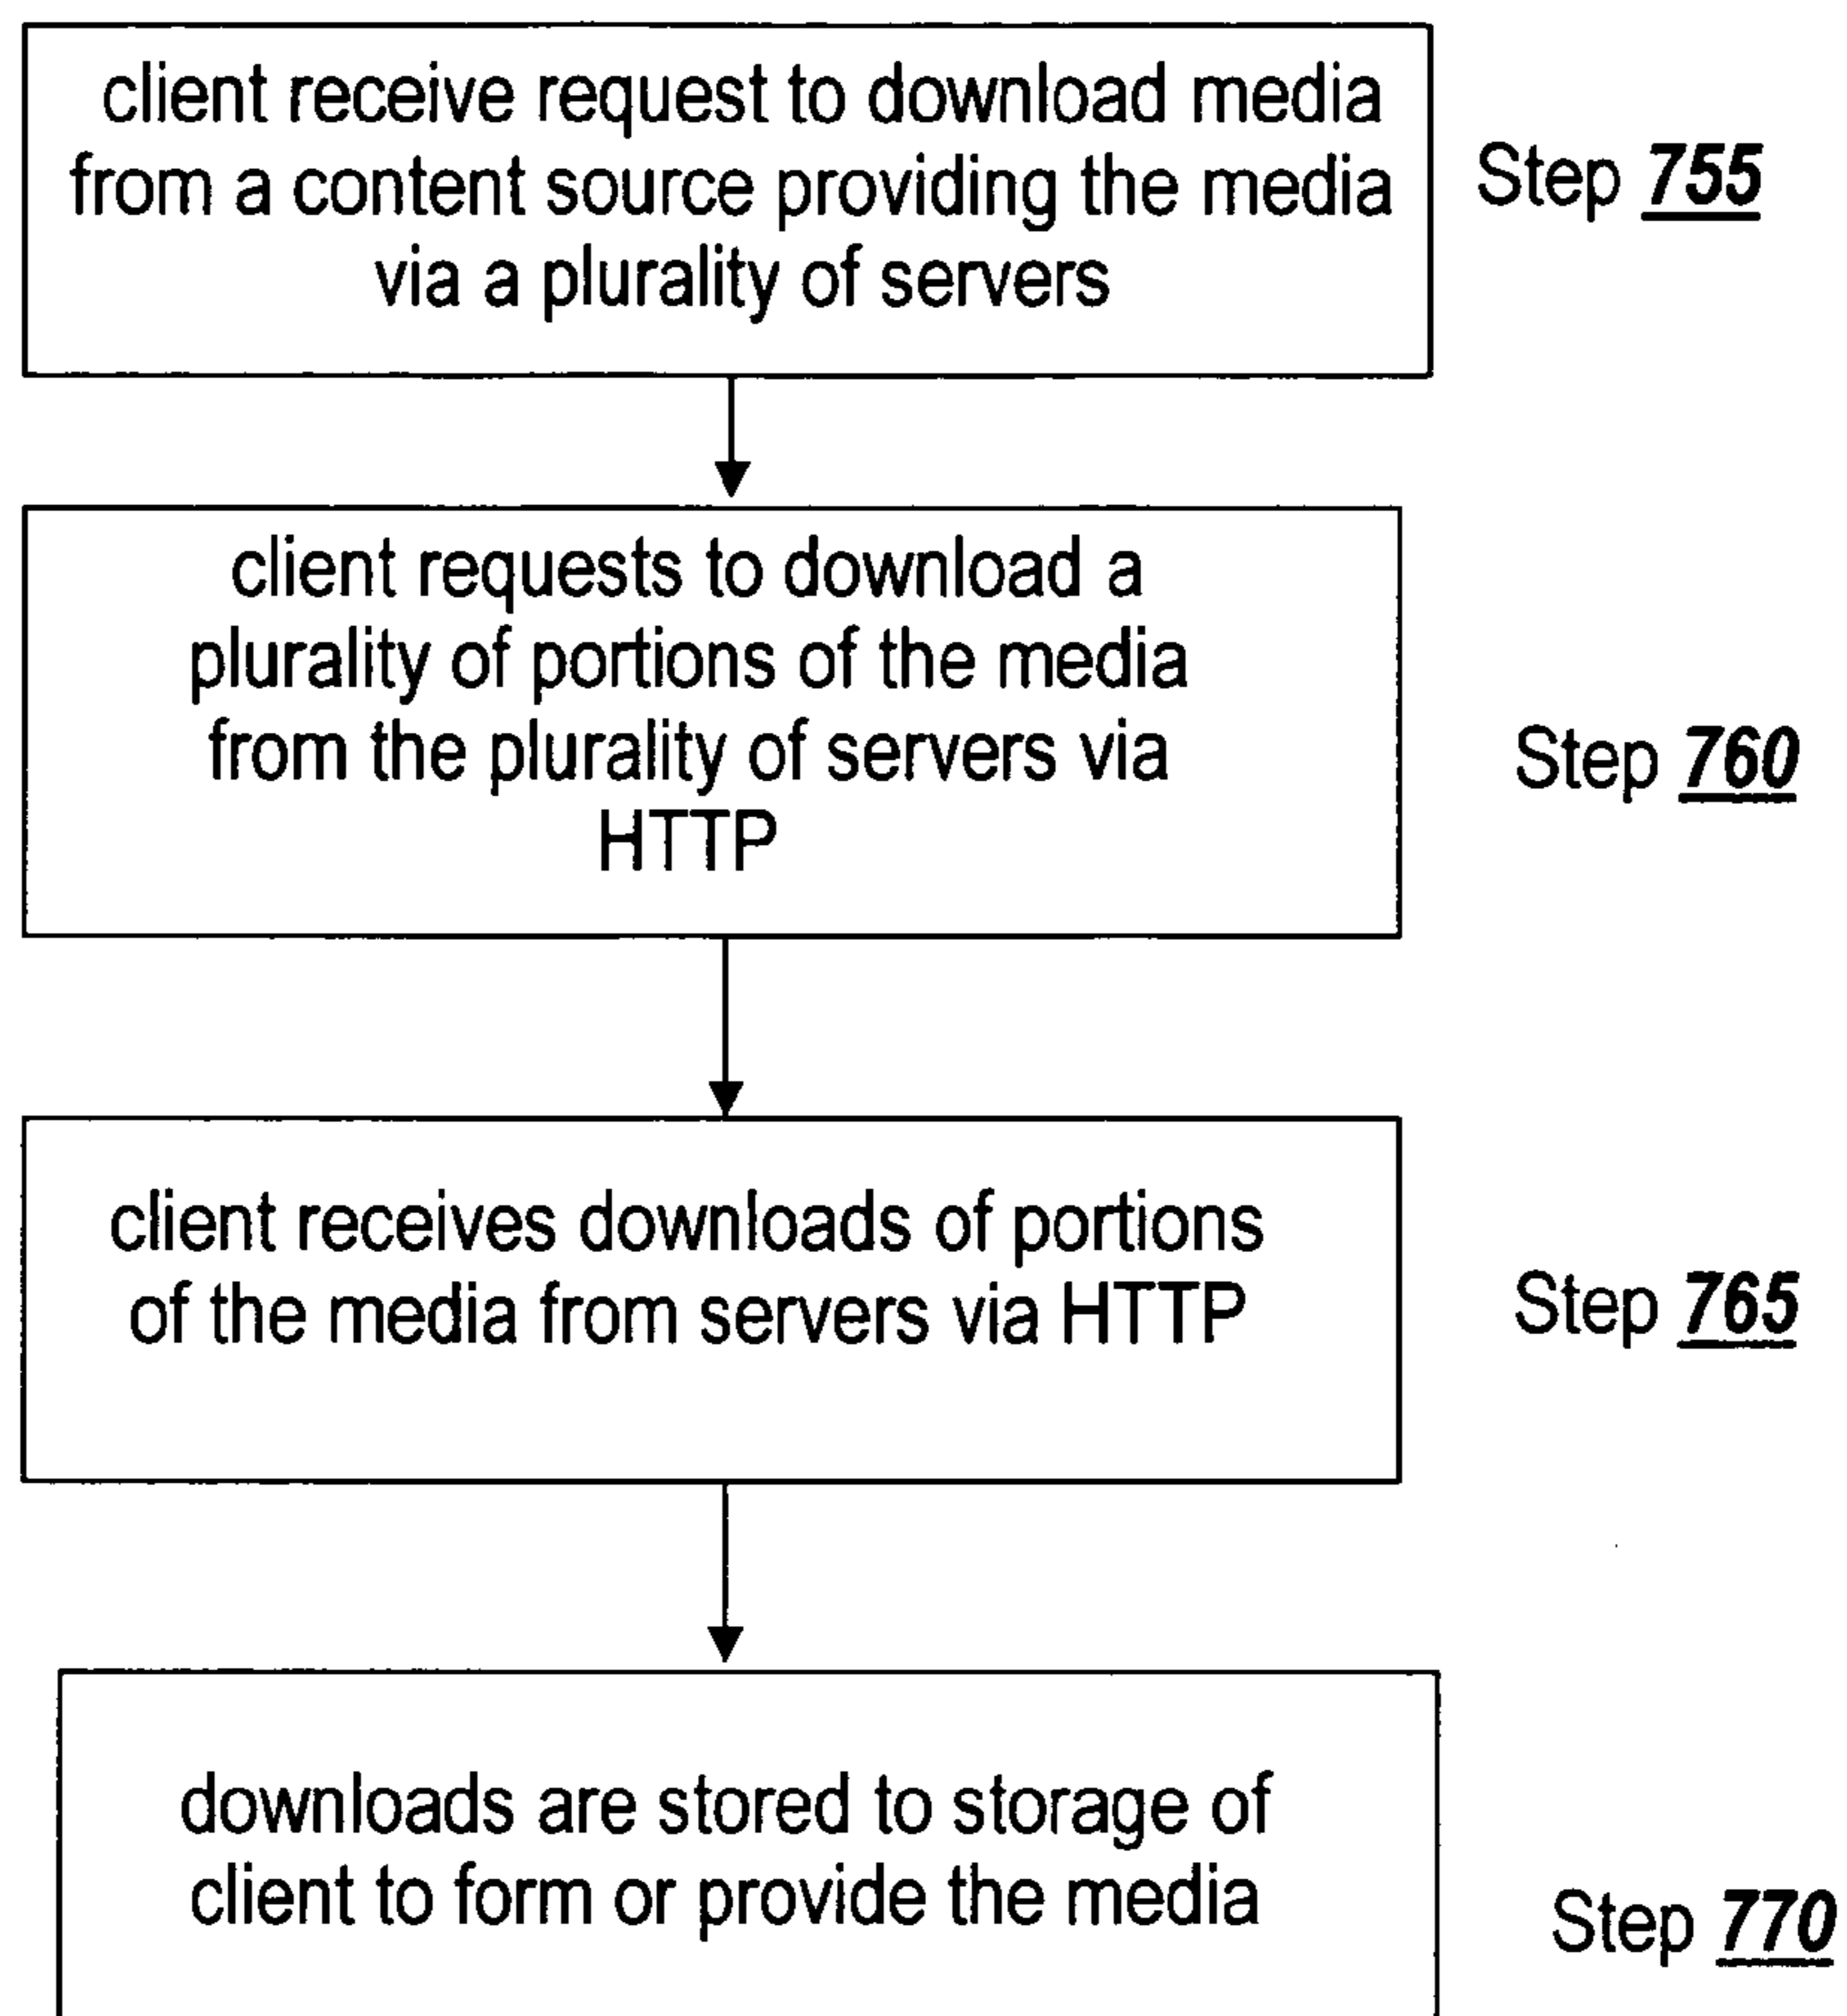 client receive request to download media
from a content source providing the media
via a plurality of servers
Step 755
client requests to download a
plurality of portions of the media
from the plurality of servers via
HTTP
Step 760
client receives downloads of portions
of the media from servers via HTTP
Step 765
downloads are stored to storage of
client to form or provide the media
Step 770